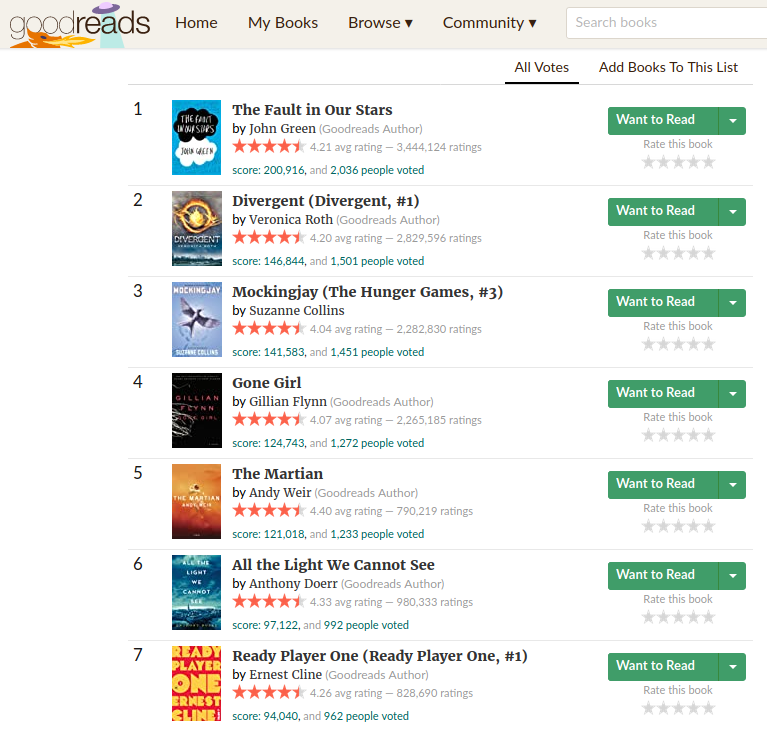 goodreads Home My Books Browse ▾ Community ▾ Search books
All Votes Add Books To This List
1
THE FAULT
IN OUR STARS
JOHN GREEN
The Fault in Our Stars
by John Green (Goodreads Author)
4.21 avg rating — 3,444,124 ratings
score: 200,916, and 2,036 people voted
Want to Read
Rate this book
2
DIVERGENT
VERONICA ROTH
Divergent (Divergent, #1)
by Veronica Roth (Goodreads Author)
4.20 avg rating — 2,829,596 ratings
score: 146,844, and 1,501 people voted
Want to Read
Rate this book
3
MOCKINGJAY
SUZANNE COLLINS
Mockingjay (The Hunger Games, #3)
by Suzanne Collins
4.04 avg rating — 2,282,830 ratings
score: 141,583, and 1,451 people voted
Want to Read
Rate this book
4
GILLIAN
FLYNN
GONE GIRL
Gone Girl
by Gillian Flynn (Goodreads Author)
4.07 avg rating — 2,265,185 ratings
score: 124,743, and 1,272 people voted
Want to Read
Rate this book
5
THE MARTIAN
ANDY WEIR
The Martian
by Andy Weir (Goodreads Author)
4.40 avg rating — 790,219 ratings
score: 121,018, and 1,233 people voted
Want to Read
Rate this book
6
ALL THE
LIGHT
WE
CANNOT
SEE
All the Light We Cannot See
by Anthony Doerr (Goodreads Author)
4.33 avg rating — 980,333 ratings
score: 97,122, and 992 people voted
Want to Read
Rate this book
7
READY
PLAYER
ONE
ERNEST
CLINE
Ready Player One (Ready Player One, #1)
by Ernest Cline (Goodreads Author)
4.26 avg rating — 828,690 ratings
score: 94,040, and 962 people voted
Want to Read
Rate this book